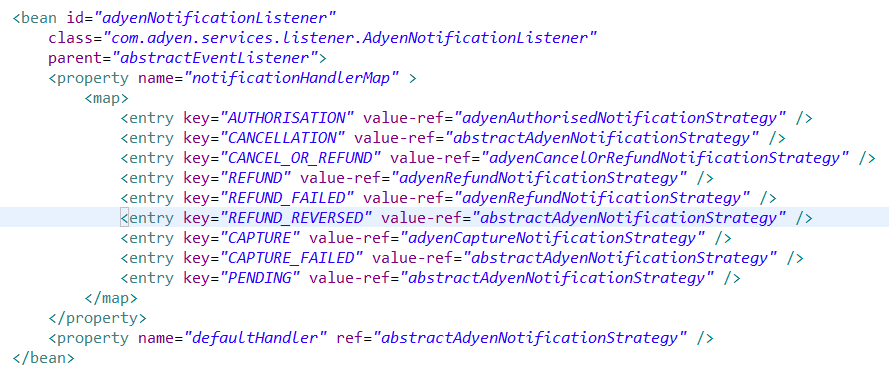 <bean id="adyenNotificationListener"
    class="com.adyen.services.listener.AdyenNotificationListener"
    parent="abstractEventListener">
    <property name="notificationHandlerMap" >
        <map>
            <entry key="AUTHORISATION" value-ref="adyenAuthorisedNotificationStrategy" />
            <entry key="CANCELLATION" value-ref="abstractAdyenNotificationStrategy" />
            <entry key="CANCEL_OR_REFUND" value-ref="adyenCancelOrRefundNotificationStrategy" />
            <entry key="REFUND" value-ref="adyenRefundNotificationStrategy" />
            <entry key="REFUND_FAILED" value-ref="adyenRefundNotificationStrategy" />
            <entry key="REFUND_REVERSED" value-ref="abstractAdyenNotificationStrategy" />
            <entry key="CAPTURE" value-ref="adyenCaptureNotificationStrategy" />
            <entry key="CAPTURE_FAILED" value-ref="abstractAdyenNotificationStrategy" />
            <entry key="PENDING" value-ref="abstractAdyenNotificationStrategy" />
        </map>
    </property>
    <property name="defaultHandler" ref="abstractAdyenNotificationStrategy" />
</bean>